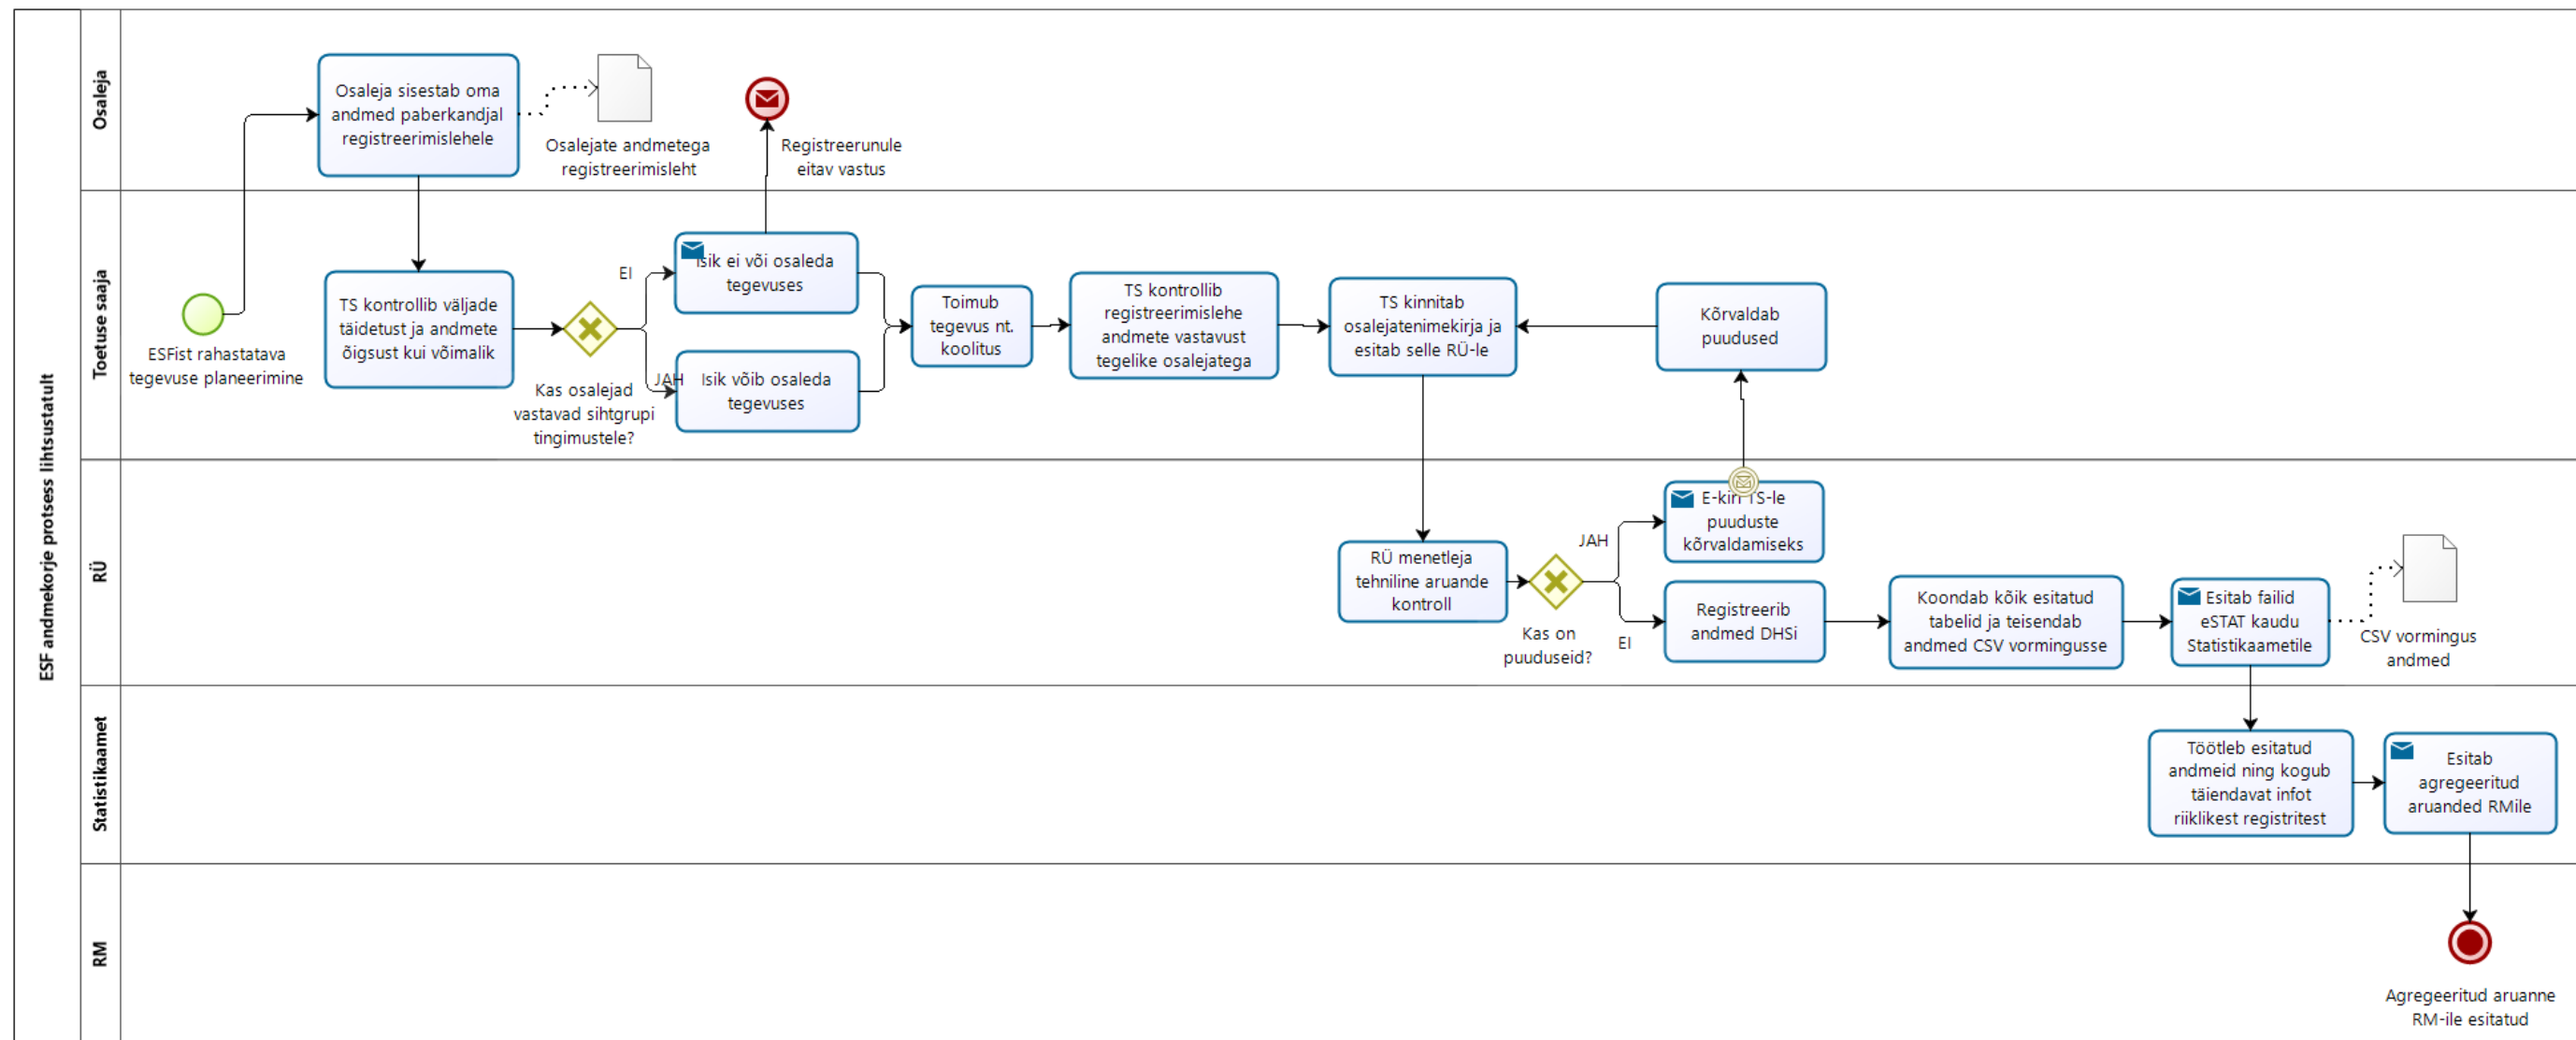 ESF andmekorje protsess lihtsustatult
Osaleja
Osaleja sisestab oma
andmed paberkandjal
registreerimislehele
Osalejate andmetega
registreerimisleht
Registreerunule
eitav vastus
Toetuse saaja
ESFist rahastatava
tegevuse planeerimine
TS kontrollib väljade
täidetust ja andmete
õigsust kui võimalik
Kas osalejad
vastavad sihtgrupi
tingimustele?
EI
Isik ei või osaleda
tegevuses
JAH
Isik võib osaleda
tegevuses
Toimub
tegevus nt.
koolitus
TS kontrollib
registreerimislehe
andmete vastavust
tegelike osalejatega
TS kinnitab
osalejatenimekirja ja
esitab selle RÜ-le
Kõrvaldab
puudused
RÜ
RÜ menetleja
tehniline aruande
kontroll
Kas on
puuduseid?
JAH
E-kiri TS-le
puuduste
kõrvaldamiseks
EI
Registreerib
andmed DHSi
Koondab kõik esitatud
tabelid ja teisendab
andmed CSV vormingusse
Esitab failid
eSTAT kaudu
Statistikaametile
CSV vormingus
andmed
Statistikaamet
Töötleb esitatud
andmeid ning kogub
täiendavat infot
riiklikest registritest
Esitab
agregeeritud
aruanded RMile
RM
Agregeeritud aruanne
RM-ile esitatud